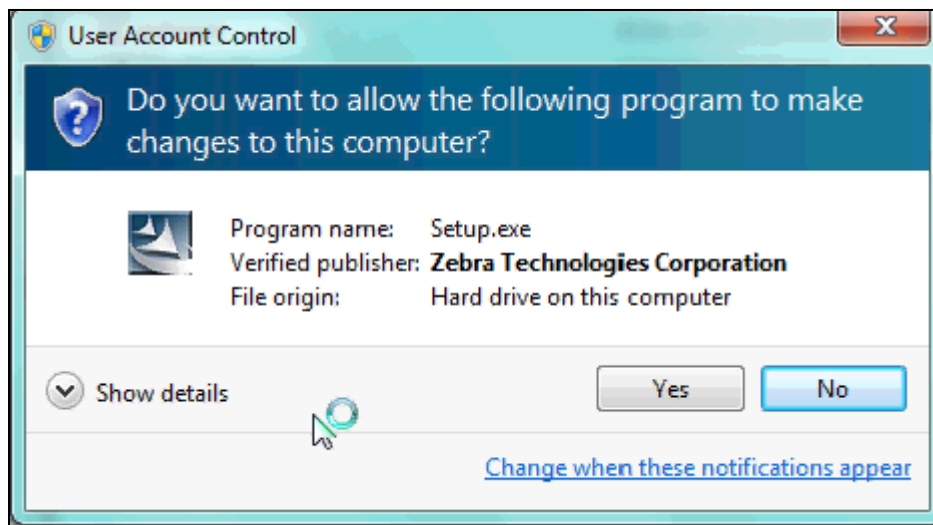 User Account Control
Do you want to allow the following program to make
changes to this computer?
Program name: Setup.exe
Verified publisher: Zebra Technologies Corporation
File origin: Hard drive on this computer
Show details
Yes No
Change when these notifications appear